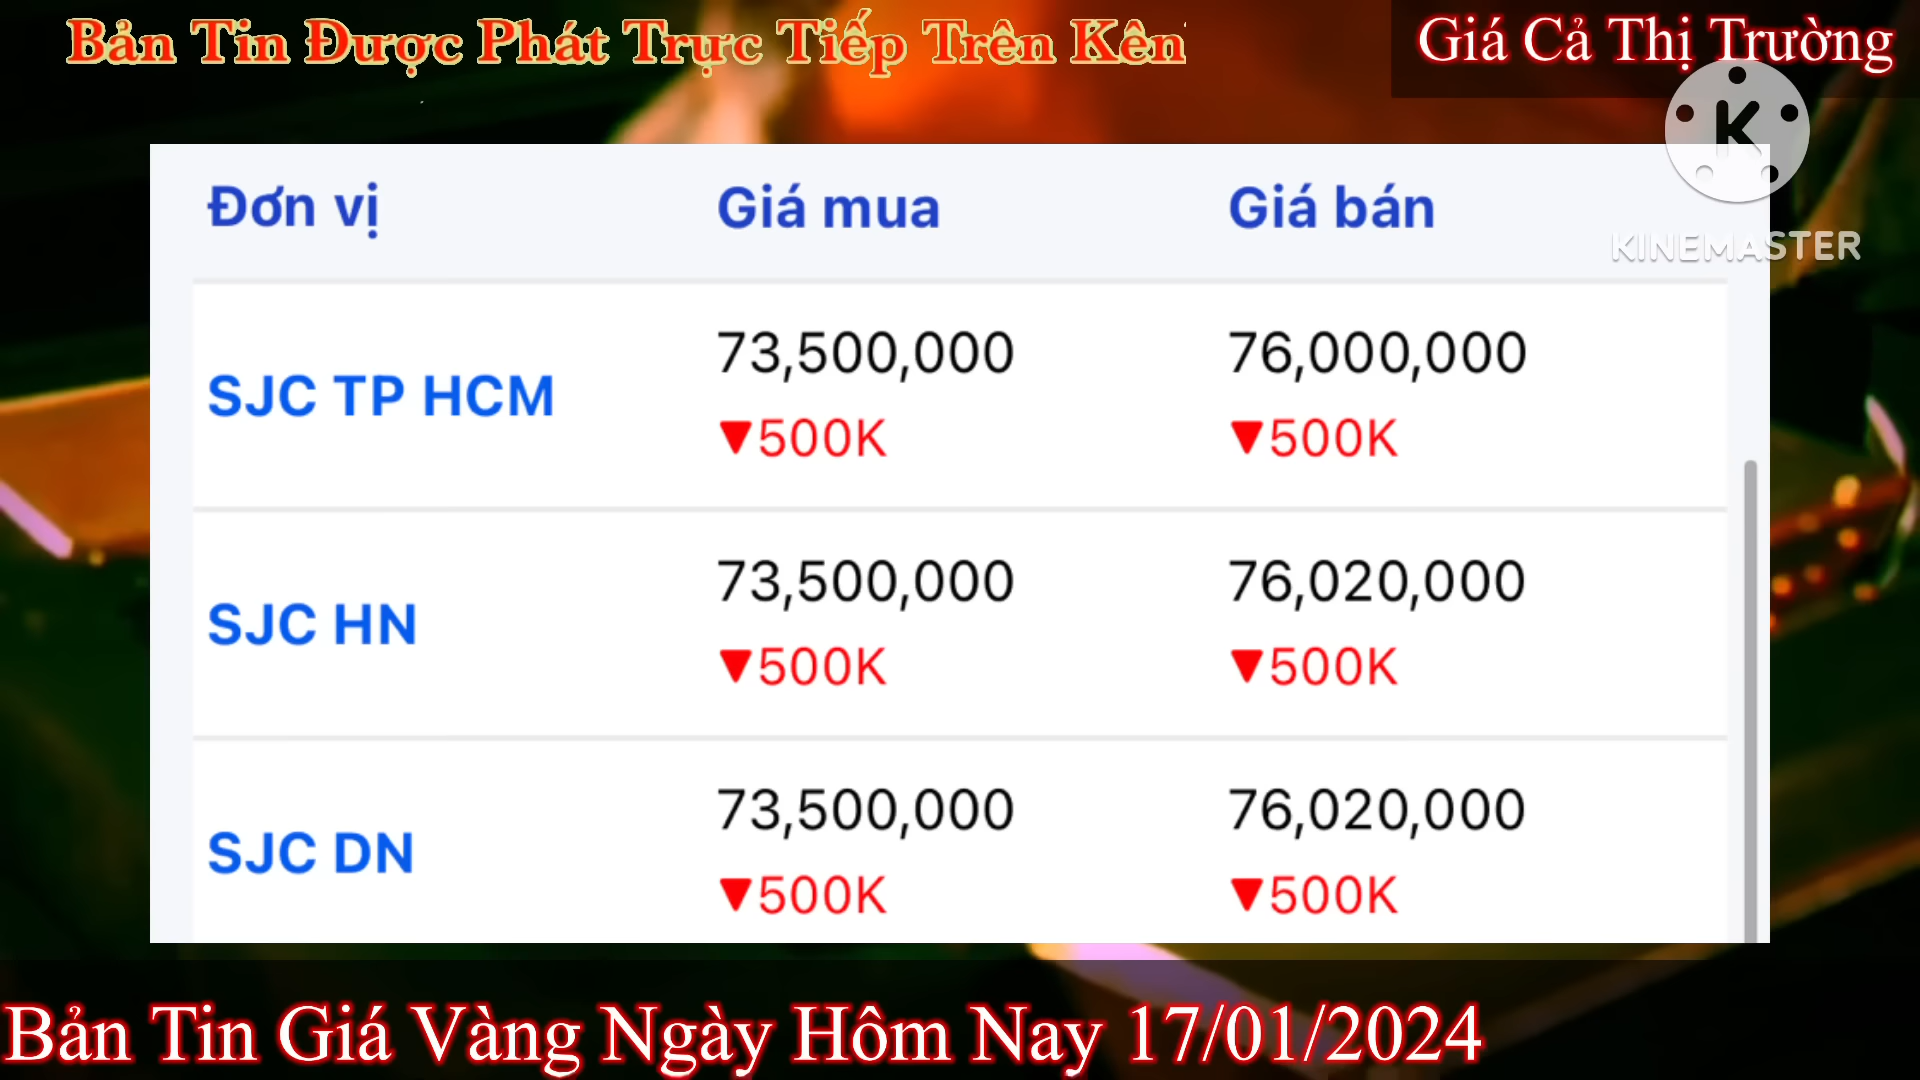 Bản Tin Được Phát Trực Tiếp Trên Kên
Giá Cả Thị Trường
K
KINEMASTER
Đơn vị Giá mua Giá bán
SJC TP HCM 73,500,000 76,000,000
▼500K ▼500K
SJC HN 73,500,000 76,020,000
▼500K ▼500K
SJC DN 73,500,000 76,020,000
▼500K ▼500K
Bản Tin Giá Vàng Ngày Hôm Nay 17/01/2024